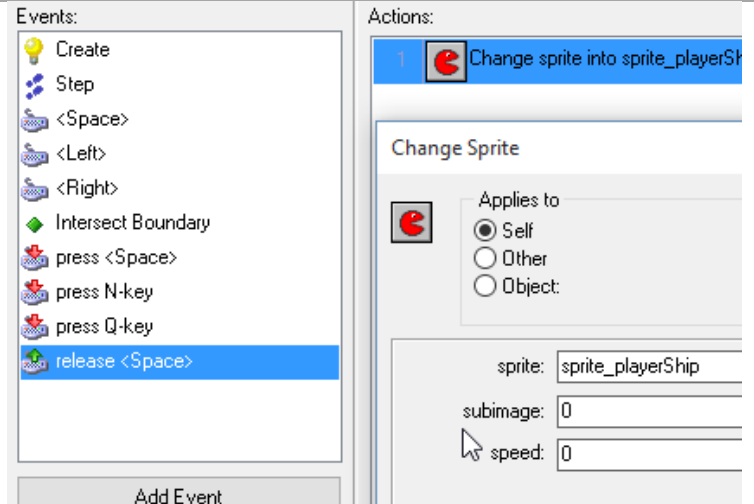 Events:
Create
Step
<Space>
<Left>
<Right>
Intersect Boundary
press <Space>
press N-key
press Q-key
release <Space>
Add Event
Actions:
1 Change sprite into sprite_playerSh
Change Sprite
Applies to
Self
Other
Object:
sprite: sprite_playerShip
subimage: 0
speed: 0